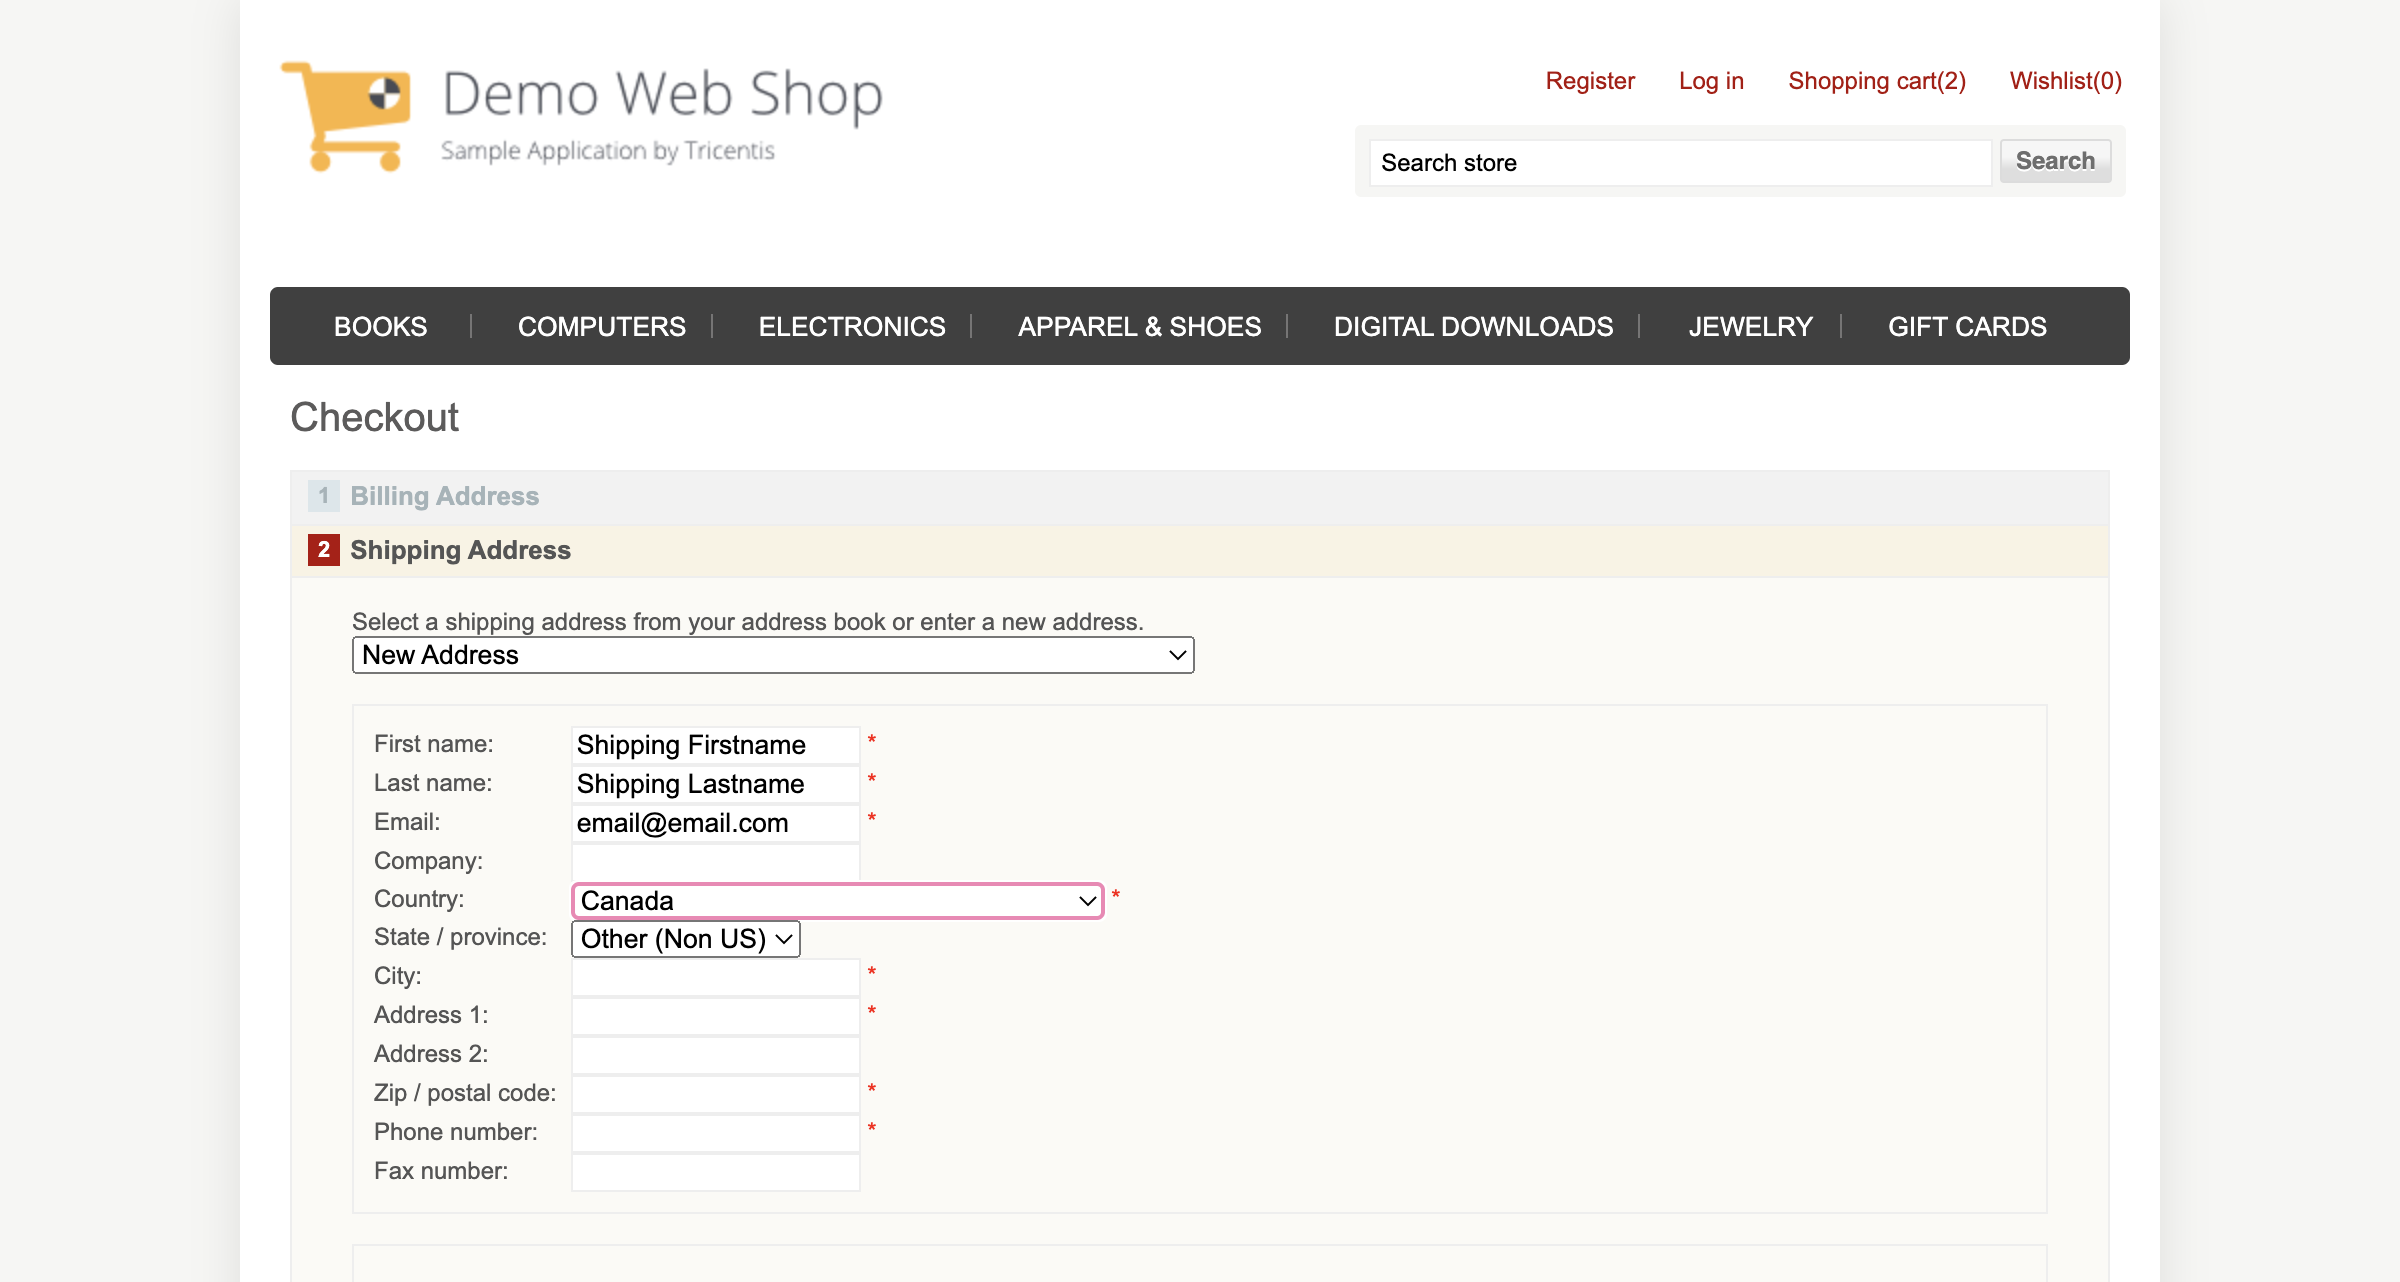 Demo Web Shop
Sample Application by Tricentis
Register Log in Shopping cart(2) Wishlist(0)
Search store Search
BOOKS COMPUTERS ELECTRONICS APPAREL & SHOES DIGITAL DOWNLOADS JEWELRY GIFT CARDS
Checkout
1 Billing Address
2 Shipping Address
Select a shipping address from your address book or enter a new address.
New Address
First name: Shipping Firstname *
Last name: Shipping Lastname *
Email: email@email.com *
Company:
Country: Canada *
State / province: Other (Non US)
City: *
Address 1: *
Address 2:
Zip / postal code: *
Phone number: *
Fax number: